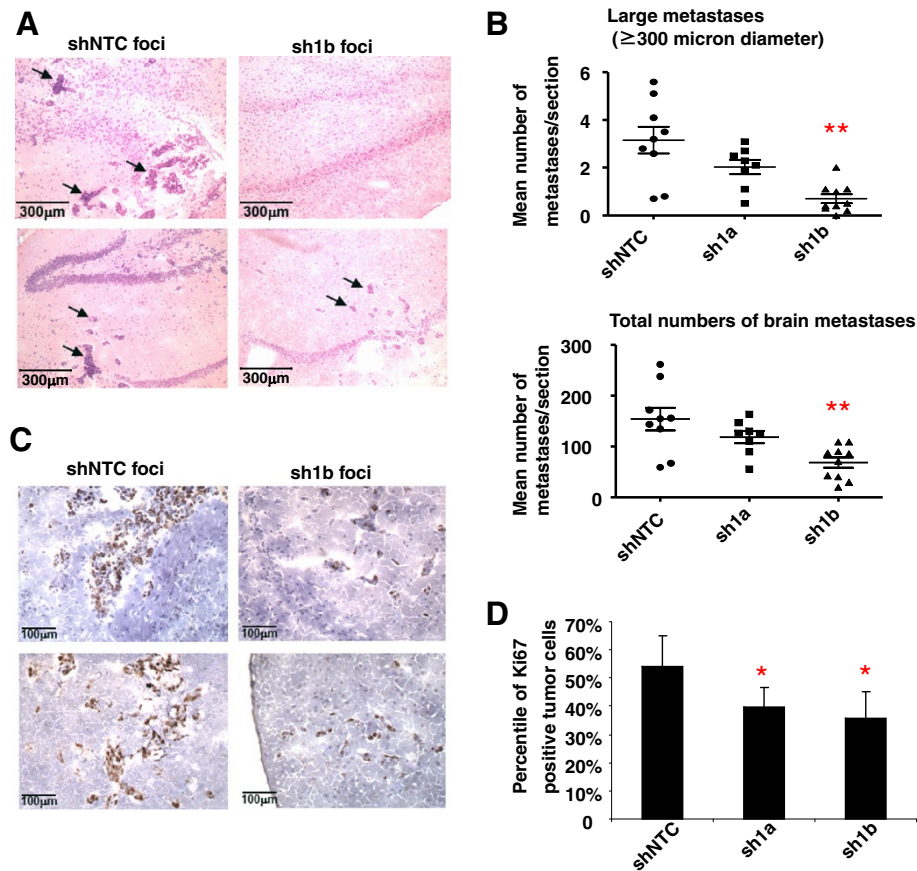 A
shNTC foci
sh1b foci
300μm
300μm
300μm
300μm
B
Large metastases
(≥300 micron diameter)
Mean number of
metastases/section
6
4
2
0
**
shNTC
sh1a
sh1b
Total numbers of brain metastases
Mean number of
metastases/section
300
200
100
0
**
shNTC
sh1a
sh1b
C
shNTC foci
sh1b foci
100μm
100μm
100μm
100μm
D
Percentile of Ki67
positive tumor cells
70%
60%
50%
40%
30%
20%
10%
0
*
*
shNTC
sh1a
sh1b